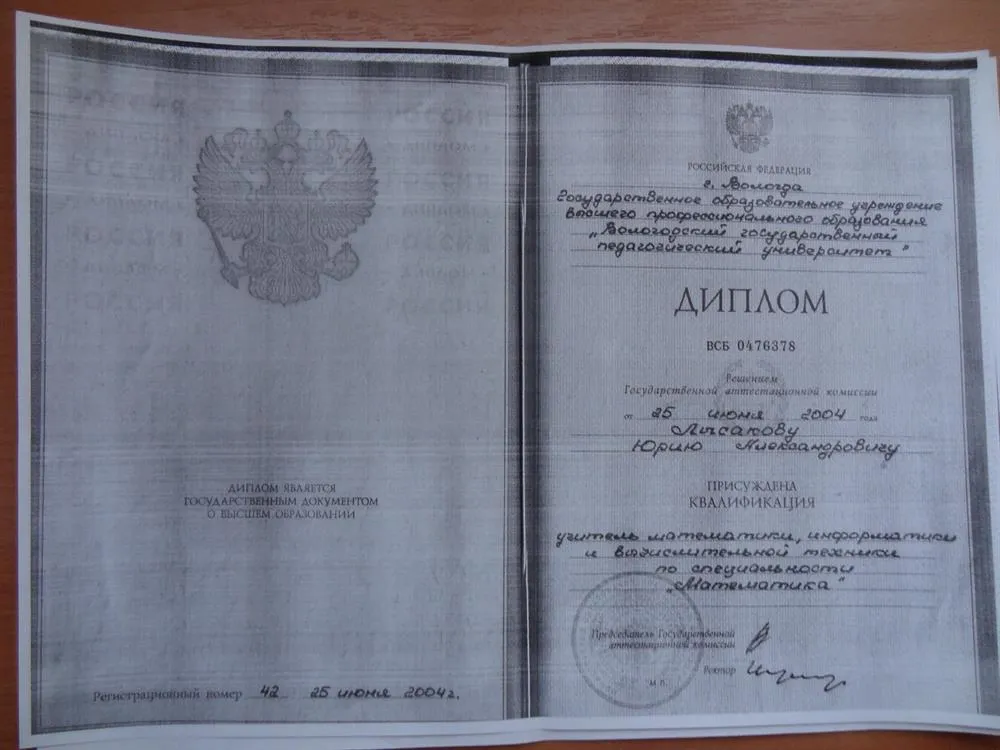 ДИПЛОМ ЯВЛЯЕТСЯ
ГОСУДАРСТВЕННЫМ ДОКУМЕНТОМ
О ВЫСШЕМ ОБРАЗОВАНИИ
Регистрационный номер 42 25 июня 2004г.
РОССИЙСКАЯ ФЕДЕРАЦИЯ
г. Вологда
Государственное образовательное учреждение
высшего профессионального образования
„Вологодский государственный
педагогический университет"
ДИПЛОМ
ВСБ 0476378
Решением
Государственной аттестационной комиссии
от 25 июня 2004 года
Лысакову
Юрию Александровичу
ПРИСУЖДЕНА
КВАЛИФИКАЦИЯ
учитель математики, информатики
и вычислительной техники
по специальности
„Математика"
Председатель Государственной
аттестационной комиссии
Ректор
М.П.